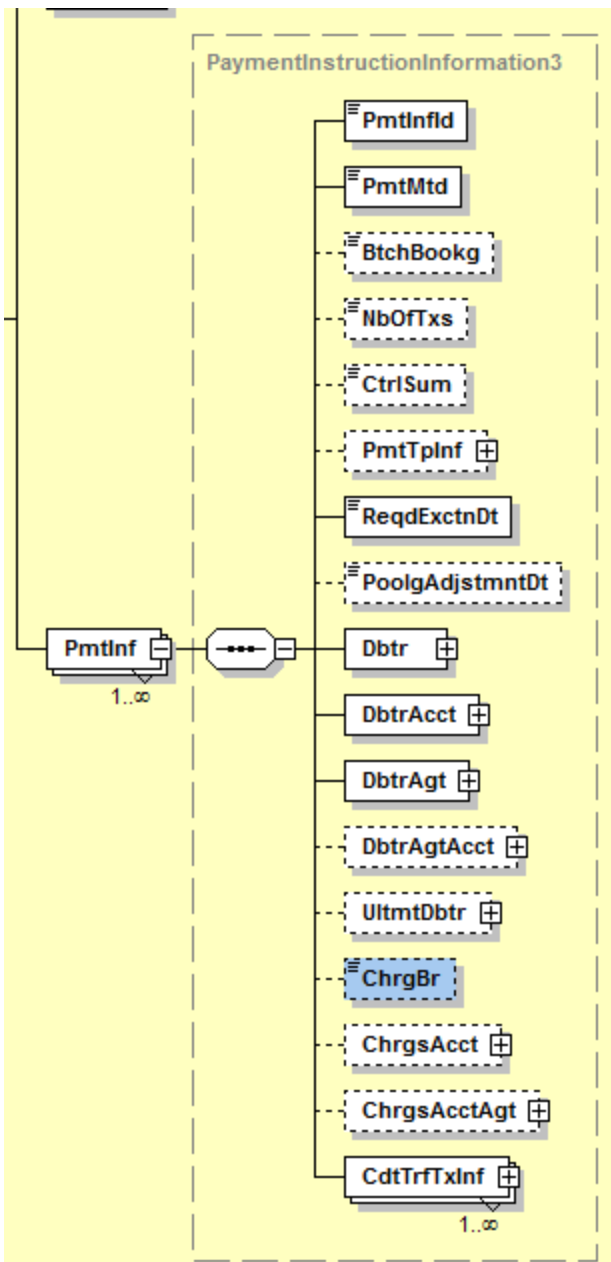 PaymentInstructionInformation3
PmtInfId
PmtMtd
BtchBookg
NbOfTxs
CtrlSum
PmtTpInf
ReqdExctnDt
PoolgAdjstmntDt
PmtInf
1..∞
Dbtr
DbtrAcct
DbtrAgt
DbtrAgtAcct
UltmtDbtr
ChrgBr
ChrgsAcct
ChrgsAcctAgt
CdtTrfTxInf
1..∞